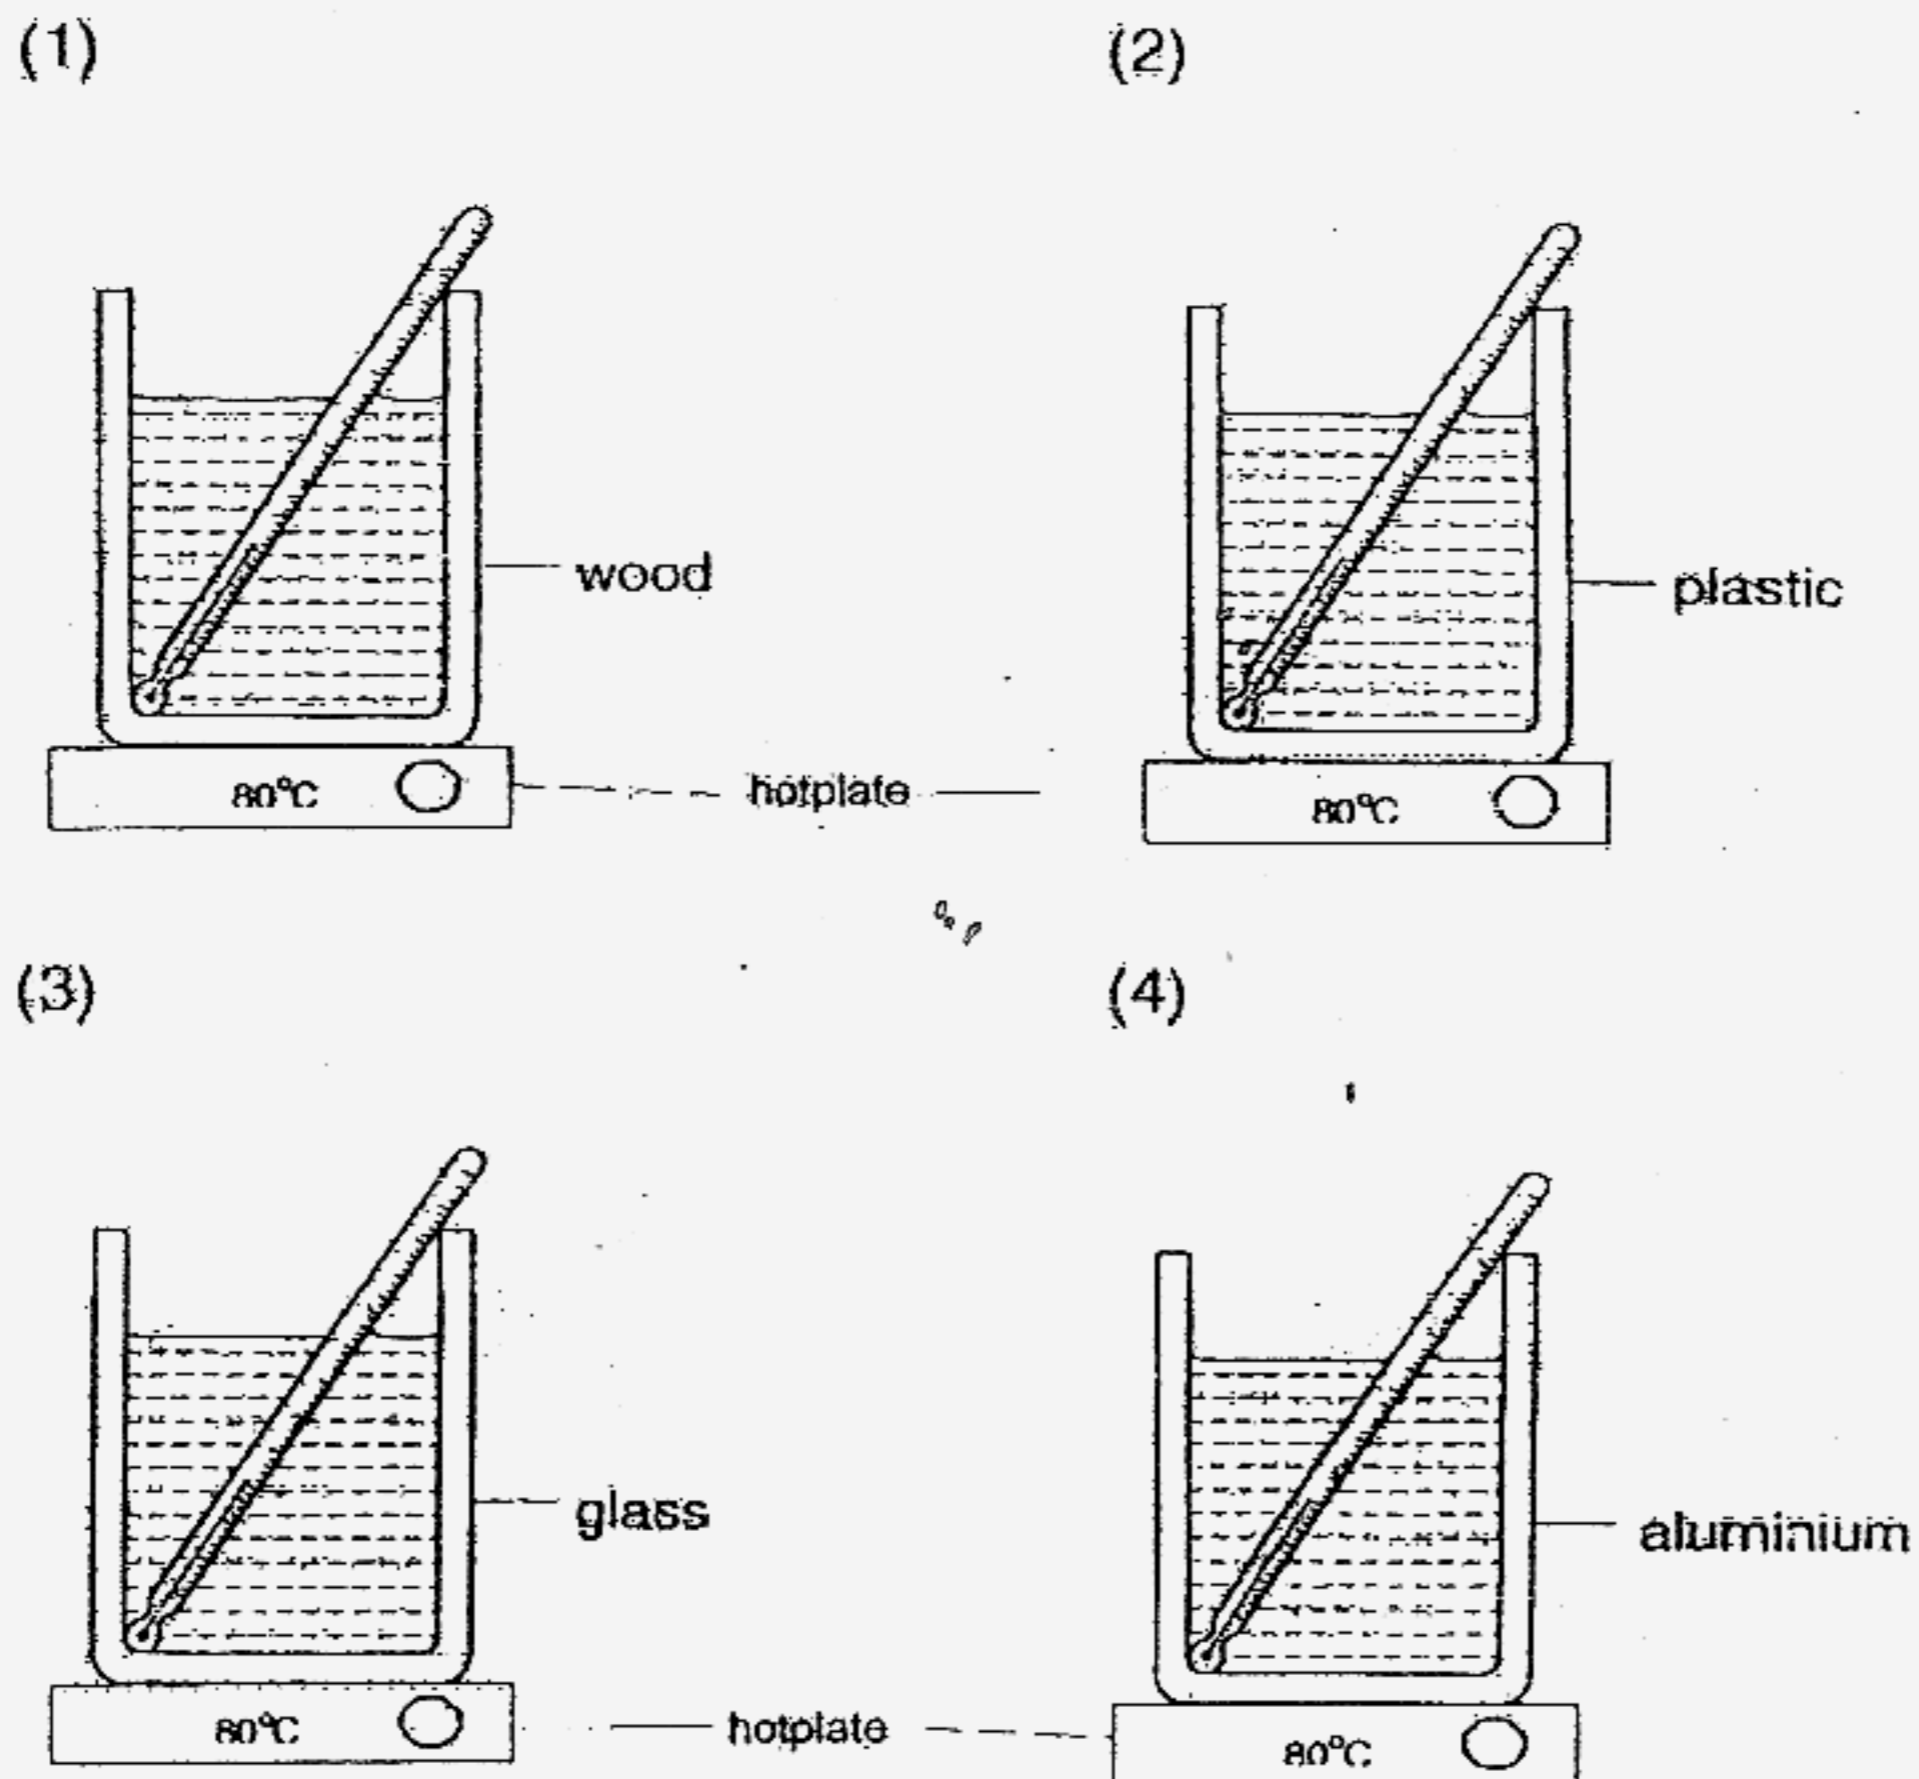 (1)
(2)
wood
plastic
80°C
hotplate
80°C
(3)
(4)
glass
aluminium
80°C
hotplate
80°C